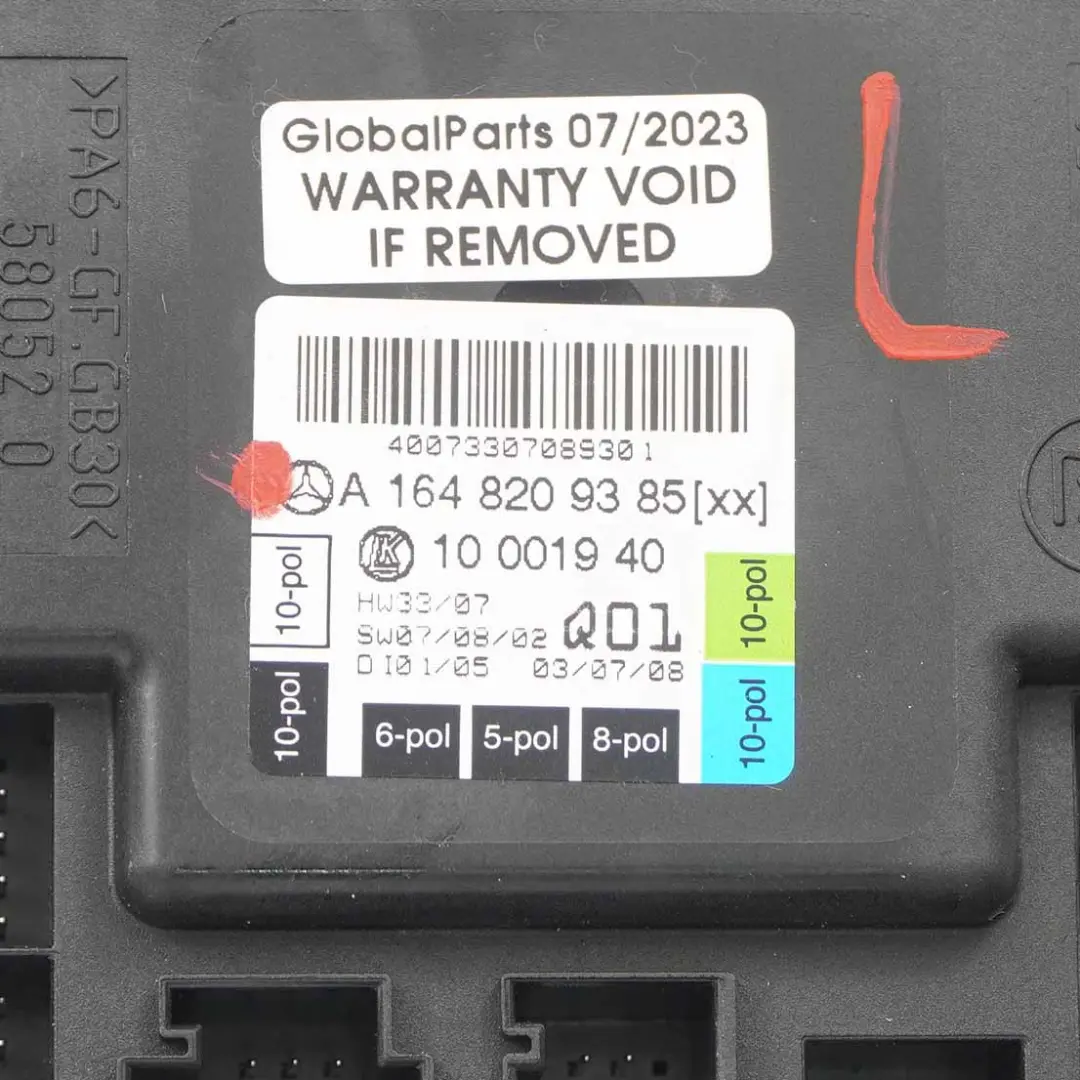 GlobalParts 07/2023
WARRANTY VOID
IF REMOVED
4007330708930 1
A 164 820 93 85[xx]
K 10 0019 40
HW33/07
SW07/08/02
Q01
D I0 1/05 03/07/08
10-pol
10-pol
6-pol
5-pol
8-pol
10-pol
10-pol
>PA6-GF.GB30<
58052 0
L